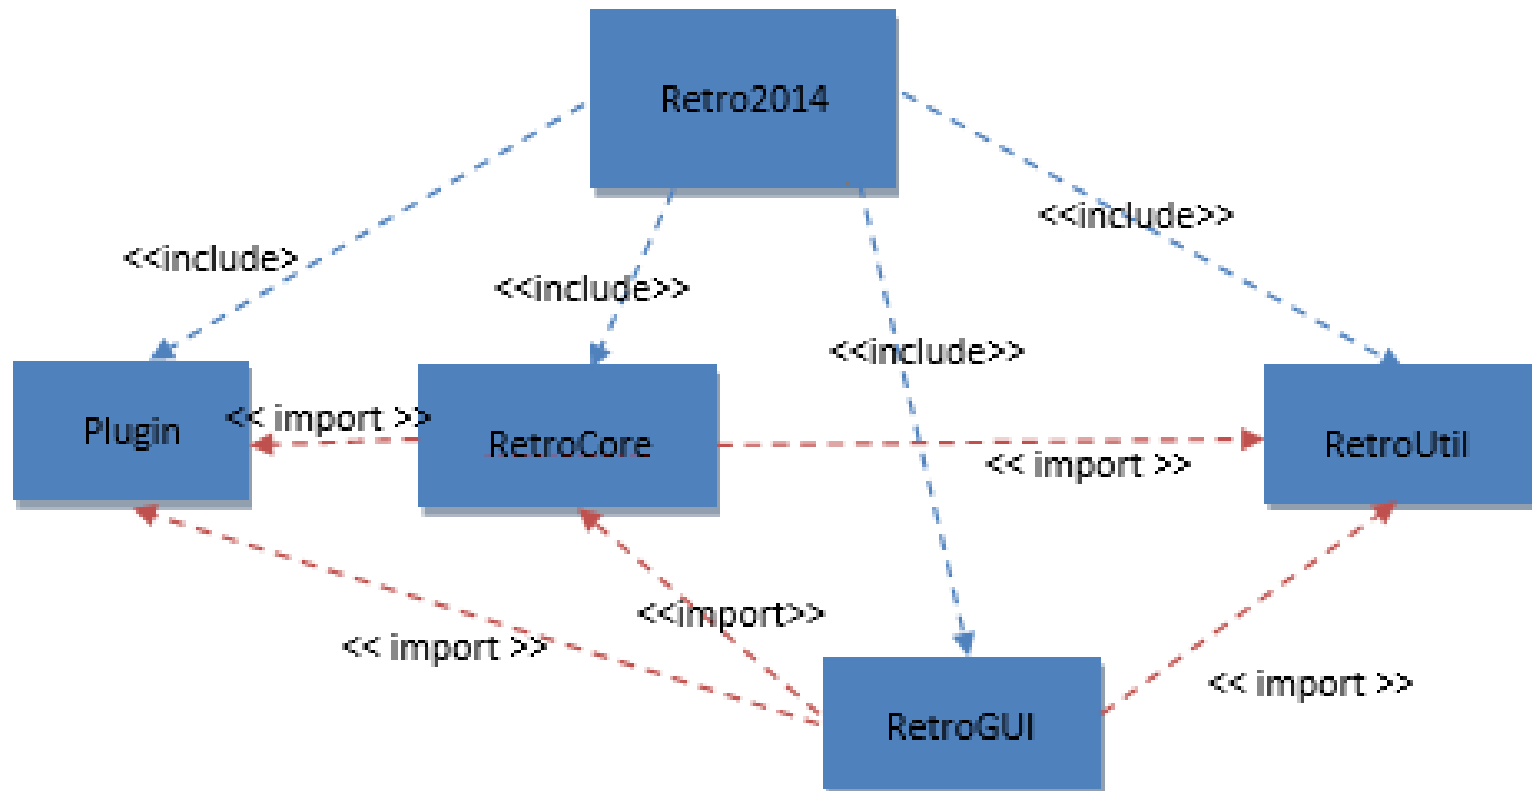 Retro2014
<<include>>
<<include>
<<include>>
<<include>>
<< import >>
Plugin
RetroCore
RetroUtil
<< import >>
<<import>>
<< import >>
<< import >>
RetroGUI